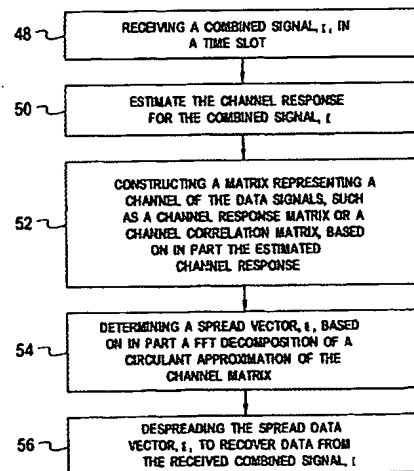 48
RECEIVING A COMBINED SIGNAL, r, IN
A TIME SLOT
50
ESTIMATE THE CHANNEL RESPONSE
FOR THE COMBINED SIGNAL, r
52
CONSTRUCTING A MATRIX REPRESENTING A
CHANNEL OF THE DATA SIGNALS, SUCH
AS A CHANNEL RESPONSE MATRIX OR A
CHANNEL CORRELATION MATRIX, BASED
ON IN PART THE ESTIMATED
CHANNEL RESPONSE.
54
DETERMINING A SPREAD VECTOR, s, BASED
ON IN PART A FFT DECOMPOSITION OF A
CIRCULANT APPROXIMATION OF THE
CHANNEL MATRIX
56
DESPREADING THE SPREAD DATA
VECTOR, s, TO RECOVER DATA FROM
THE RECEIVED COMBINED SIGNAL, r